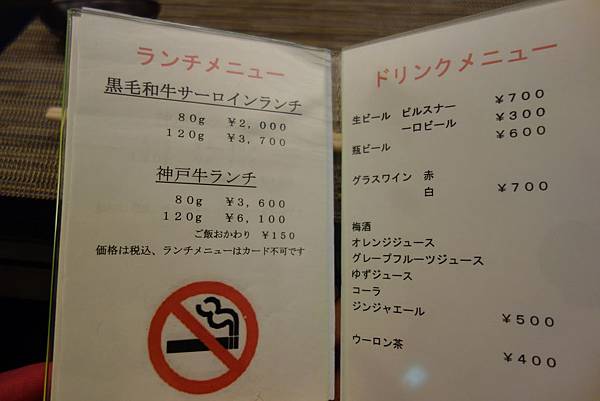 ランチメニュー
黒毛和牛サーロインランチ
80g ¥2,000
120g ¥3,700
神戸牛ランチ
80g ¥3,600
120g ¥6,100
ご飯おかわり ¥150
価格は税込、ランチメニューはカード不可です
ドリンクメニュー
生ビール ピルスナー ¥700
一口ビール ¥300
瓶ビール ¥600
グラスワイン 赤
白 ¥700
梅酒
オレンジジュース
グレープフルーツジュース
ゆずジュース
コーラ
ジンジャエール
¥500
ウーロン茶
¥400